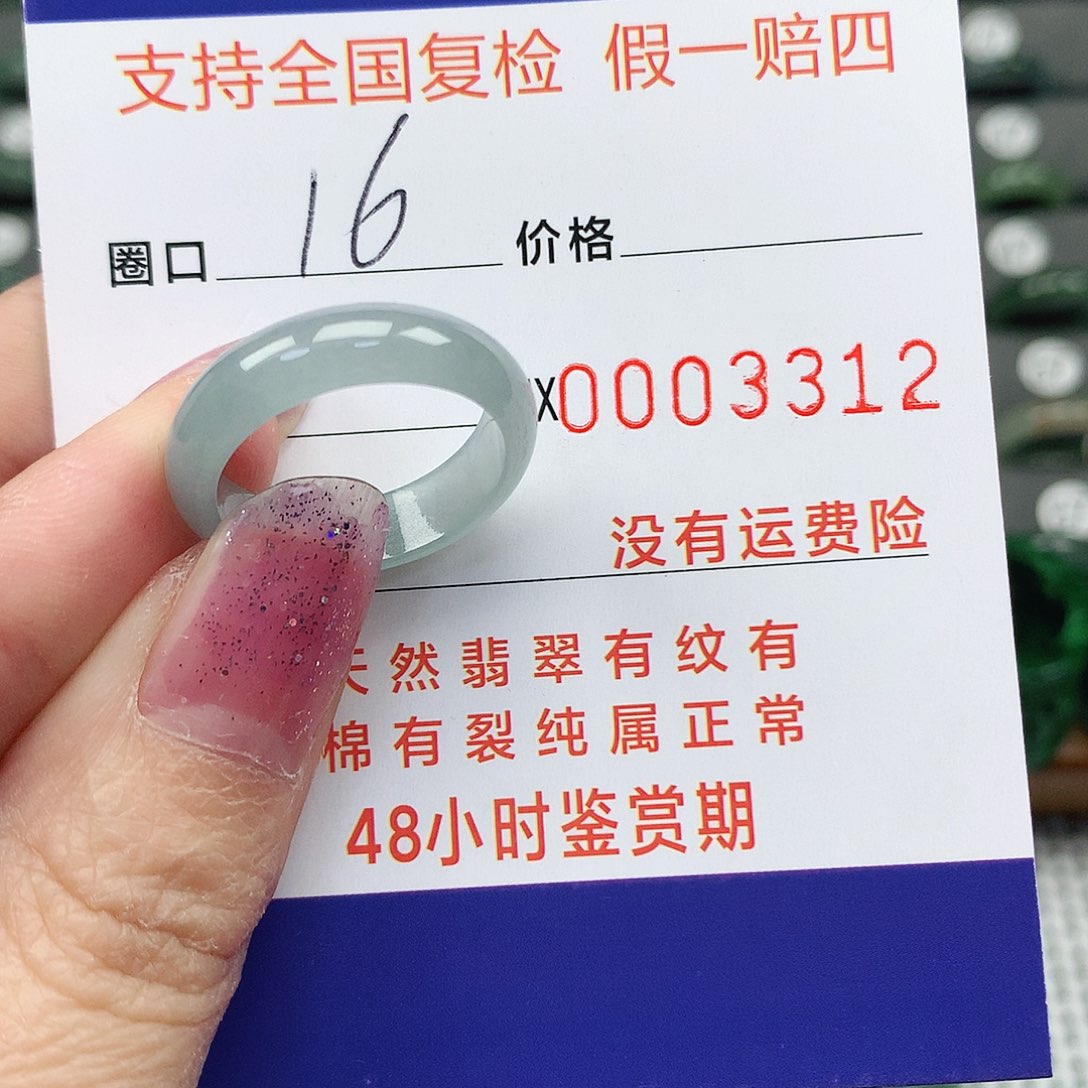 支持全国复检 假一赔四
圈口 16 价格
X0003312
没有运费险
天然翡翠有纹有
棉有裂纯属正常
48小时鉴赏期